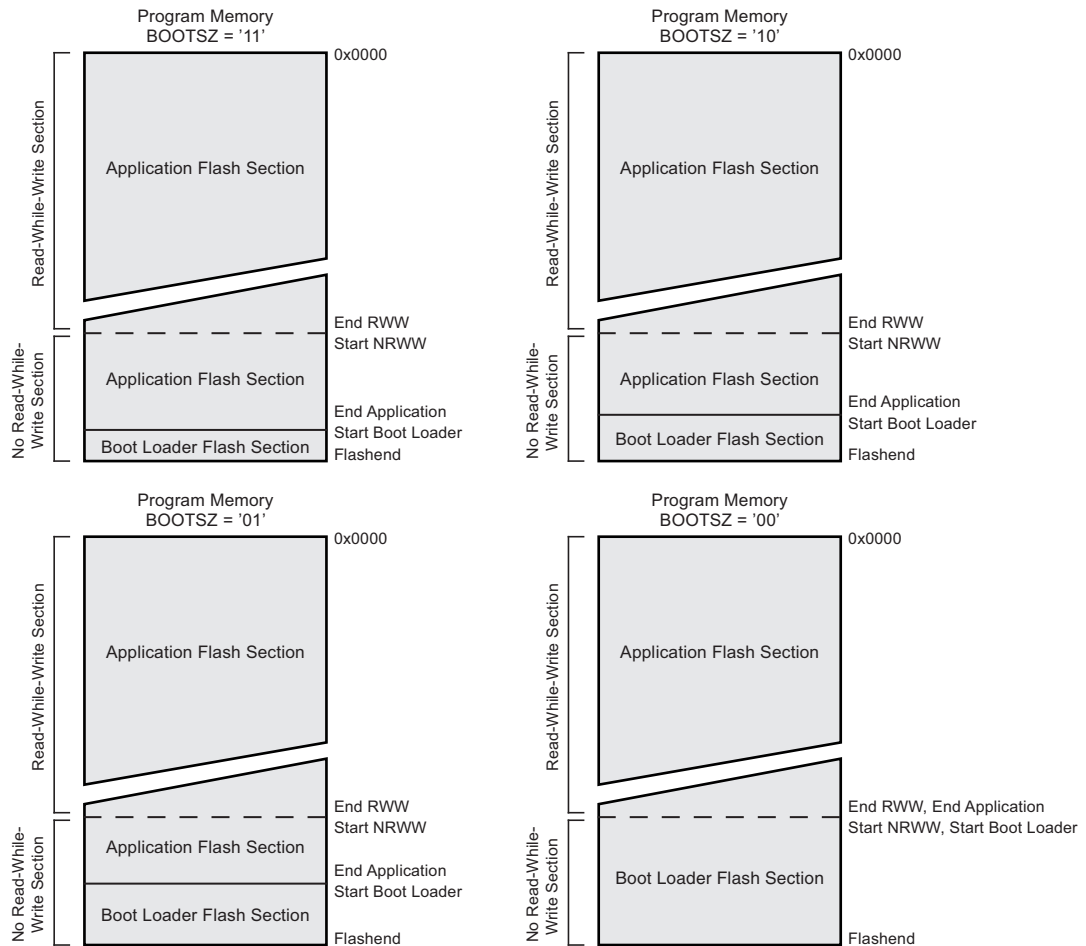 Program Memory
BOOTSZ = '11'
0x0000
Read-While-Write Section
Application Flash Section
End RWW
Start NRWW
No Read-While-
Write Section
Application Flash Section
End Application
Start Boot Loader
Boot Loader Flash Section
Flashend
Program Memory
BOOTSZ = '10'
0x0000
Read-While-Write Section
Application Flash Section
End RWW
Start NRWW
No Read-While-
Write Section
Application Flash Section
End Application
Start Boot Loader
Boot Loader Flash Section
Flashend
Program Memory
BOOTSZ = '01'
0x0000
Read-While-Write Section
Application Flash Section
End RWW
Start NRWW
No Read-While-
Write Section
Application Flash Section
End Application
Start Boot Loader
Boot Loader Flash Section
Flashend
Program Memory
BOOTSZ = '00'
0x0000
Read-While-Write Section
Application Flash Section
End RWW, End Application
Start NRWW, Start Boot Loader
No Read-While-
Write Section
Boot Loader Flash Section
Flashend